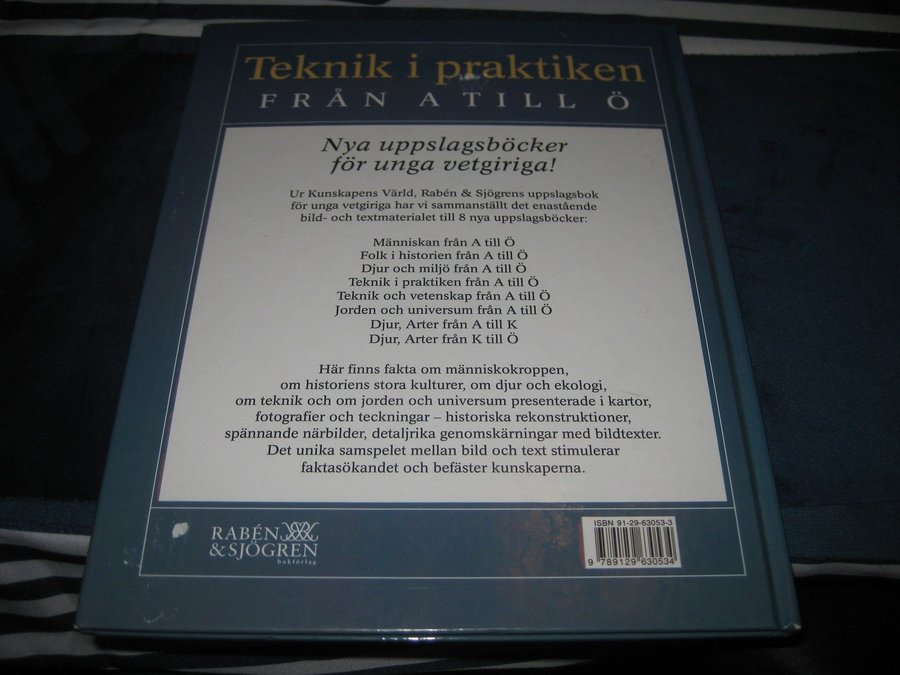 Teknik i praktiken
FRÅN A TILL Ö
Nya uppslagsböcker
för unga vetgiriga!
Ur Kunskapens Värld, Rabén & Sjögrens uppslagsbok
för unga vetgiriga har vi sammanställt det enastående
bild- och textmaterialet till 8 nya uppslagsböcker:
Människan från A till Ö
Folk i historien från A till Ö
Djur och miljö från A till Ö
Teknik i praktiken från A till Ö
Teknik och vetenskap från A till Ö
Jorden och universum från A till Ö
Djur, Arter från A till K
Djur, Arter från K till Ö
Här finns fakta om människokroppen,
om historiens stora kulturer, om djur och ekologi,
om teknik och om jorden och universum presenterade i kartor,
fotografier och teckningar – historiska rekonstruktioner,
spännande närbilder, detaljrika genomskärningar med bildtexter.
Det unika samspelet mellan bild och text stimulerar
faktasökandet och befäster kunskaperna.
RABÉN
& SJÖGREN
bokförlag
ISBN 91-29-63053-3
9 789129 630534